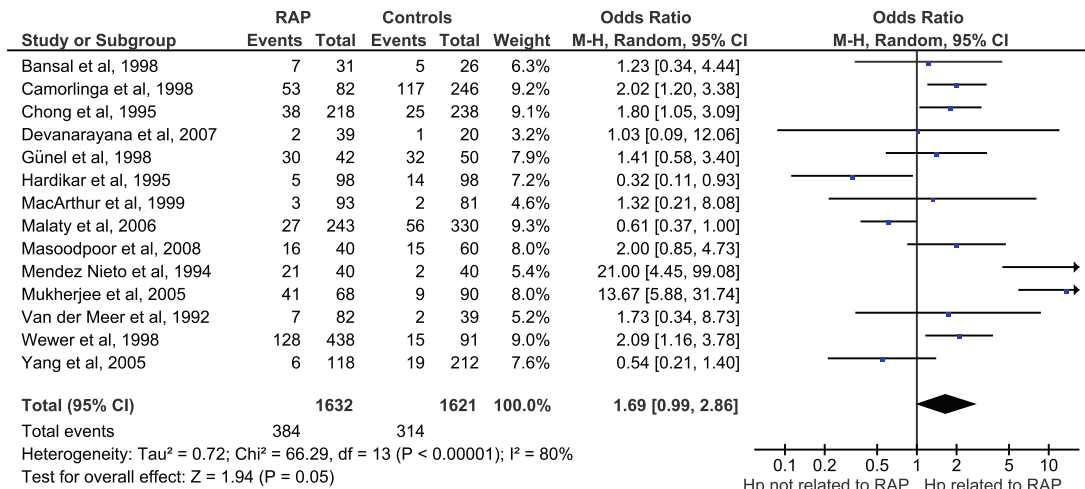 RAP Controls Odds Ratio Odds Ratio
Study or Subgroup Events Total Events Total Weight M-H, Random, 95% CI M-H, Random, 95% CI
Bansal et al, 1998 7 31 5 26 6.3% 1.23 [0.34, 4.44]
Camorlinga et al, 1998 53 82 117 246 9.2% 2.02 [1.20, 3.38]
Chong et al, 1995 38 218 25 238 9.1% 1.80 [1.05, 3.09]
Devanarayana et al, 2007 2 39 1 20 3.2% 1.03 [0.09, 12.06]
Günel et al, 1998 30 42 32 50 7.9% 1.41 [0.58, 3.40]
Hardikar et al, 1995 5 98 14 98 7.2% 0.32 [0.11, 0.93]
MacArthur et al, 1999 3 93 2 81 4.6% 1.32 [0.21, 8.08]
Malaty et al, 2006 27 243 56 330 9.3% 0.61 [0.37, 1.00]
Masoodpoor et al, 2008 16 40 15 60 8.0% 2.00 [0.85, 4.73]
Mendez Nieto et al, 1994 21 40 2 40 5.4% 21.00 [4.45, 99.08]
Mukherjee et al, 2005 41 68 9 90 8.0% 13.67 [5.88, 31.74]
Van der Meer et al, 1992 7 82 2 39 5.2% 1.73 [0.34, 8.73]
Wewer et al, 1998 128 438 15 91 9.0% 2.09 [1.16, 3.78]
Yang et al, 2005 6 118 19 212 7.6% 0.54 [0.21, 1.40]
Total (95% CI) 1632 1621 100.0% 1.69 [0.99, 2.86]
Total events 384 314
Heterogeneity: Tau² = 0.72; Chi² = 66.29, df = 13 (P < 0.00001); I² = 80%
Test for overall effect: Z = 1.94 (P = 0.05)
0.1 0.2 0.5 1 2 5 10
Hp not related to RAP Hp related to RAP